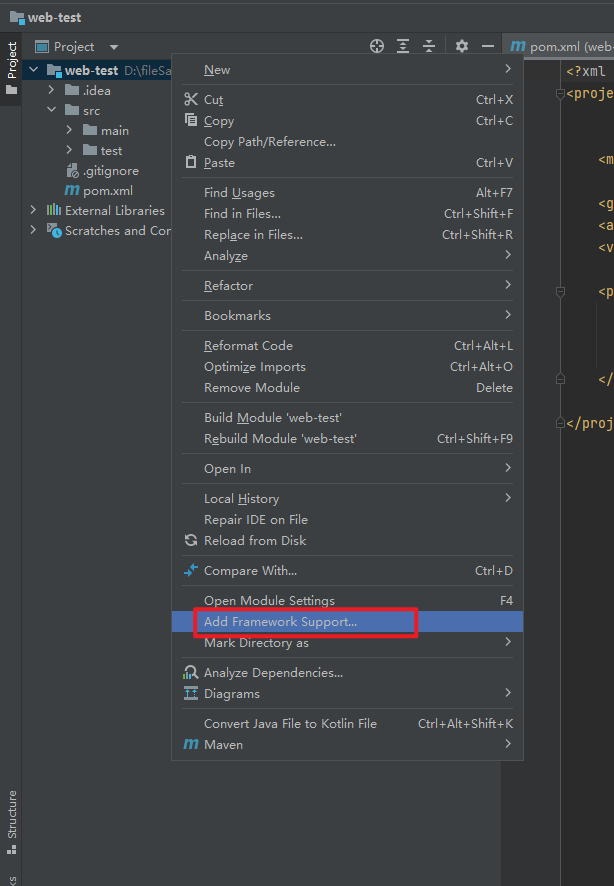 web-test
Project
Project
pom.xml (web-
web-test D:\fileSa
.idea
src
main
test
.gitignore
pom.xml
External Libraries
Scratches and Cor
New
Cut Ctrl+X
Copy Ctrl+C
Copy Path/Reference...
Paste Ctrl+V
Find Usages Alt+F7
Find in Files... Ctrl+Shift+F
Replace in Files... Ctrl+Shift+R
Analyze
Refactor
Bookmarks
Reformat Code Ctrl+Alt+L
Optimize Imports Ctrl+Alt+O
Remove Module Delete
Build Module 'web-test'
Rebuild Module 'web-test' Ctrl+Shift+F9
Open In
Local History
Repair IDE on File
Reload from Disk
Compare With... Ctrl+D
Open Module Settings F4
Add Framework Support...
Mark Directory as
Analyze Dependencies...
Diagrams
Convert Java File to Kotlin File Ctrl+Alt+Shift+K
Maven
<?xml
<proje
<m
<g
<a
<v
<p
</
</proj
Structure
ks